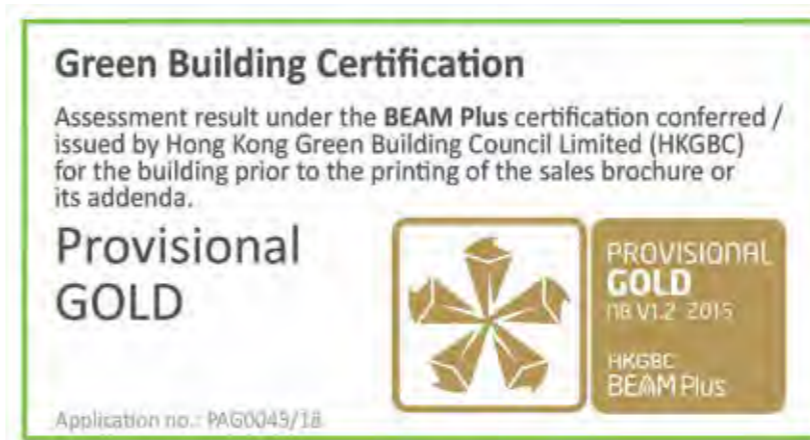 Green Building Certification
Assessment result under the BEAM Plus certification conferred /
issued by Hong Kong Green Building Council Limited (HKGBC)
for the building prior to the printing of the sales brochure or
its addenda.
Provisional
GOLD
PROVISIONAL
GOLD
NB V1.2 2015
HKGBC
BEAM Plus
Application no.: PAG0045/18